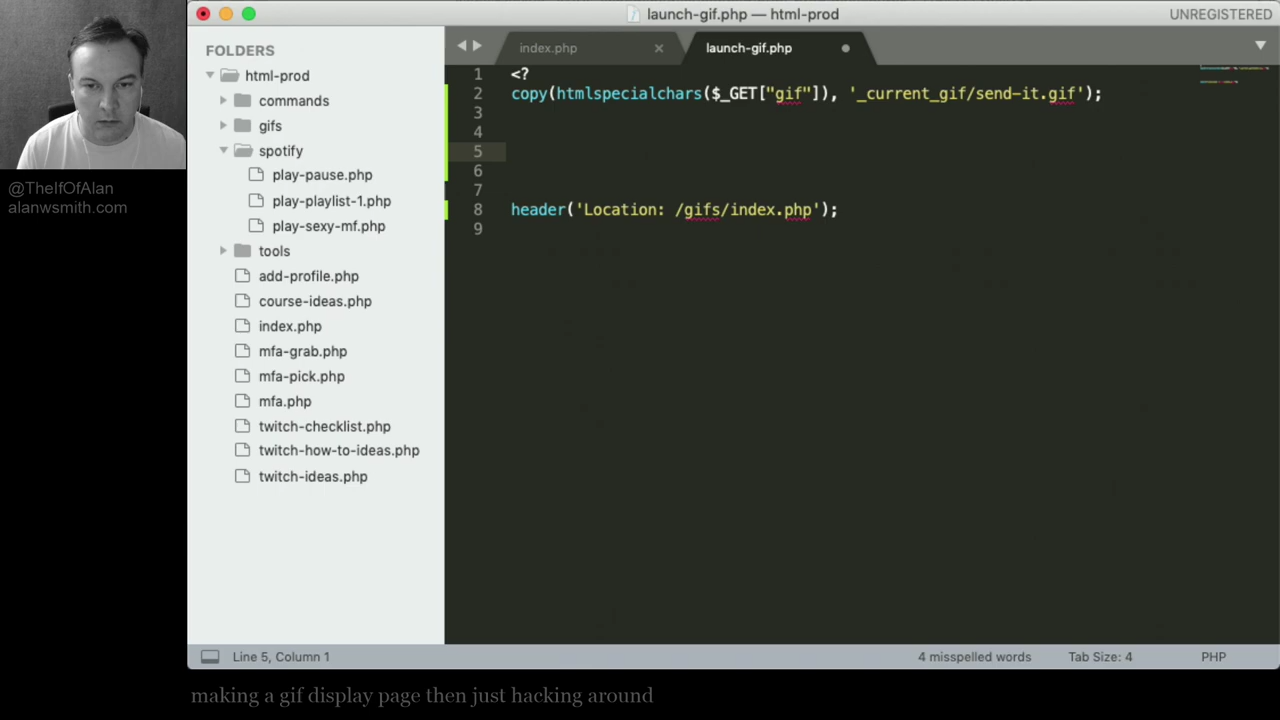 launch-gif.php — html-prod
UNREGISTERED
@TheIfOfAlan
alanwsmith.com
FOLDERS
html-prod
commands
gifs
spotify
play-pause.php
play-playlist-1.php
play-sexy-mf.php
tools
add-profile.php
course-ideas.php
index.php
mfa-grab.php
mfa-pick.php
mfa.php
twitch-checklist.php
twitch-how-to-ideas.php
twitch-ideas.php
index.php
launch-gif.php
1 <?
2 copy(htmlspecialchars($_GET["gif"]), '_current_gif/send-it.gif');
3
4
5
6
7
8 header('Location: /gifs/index.php');
9
Line 5, Column 1
4 misspelled words
Tab Size: 4
PHP
making a gif display page then just hacking around